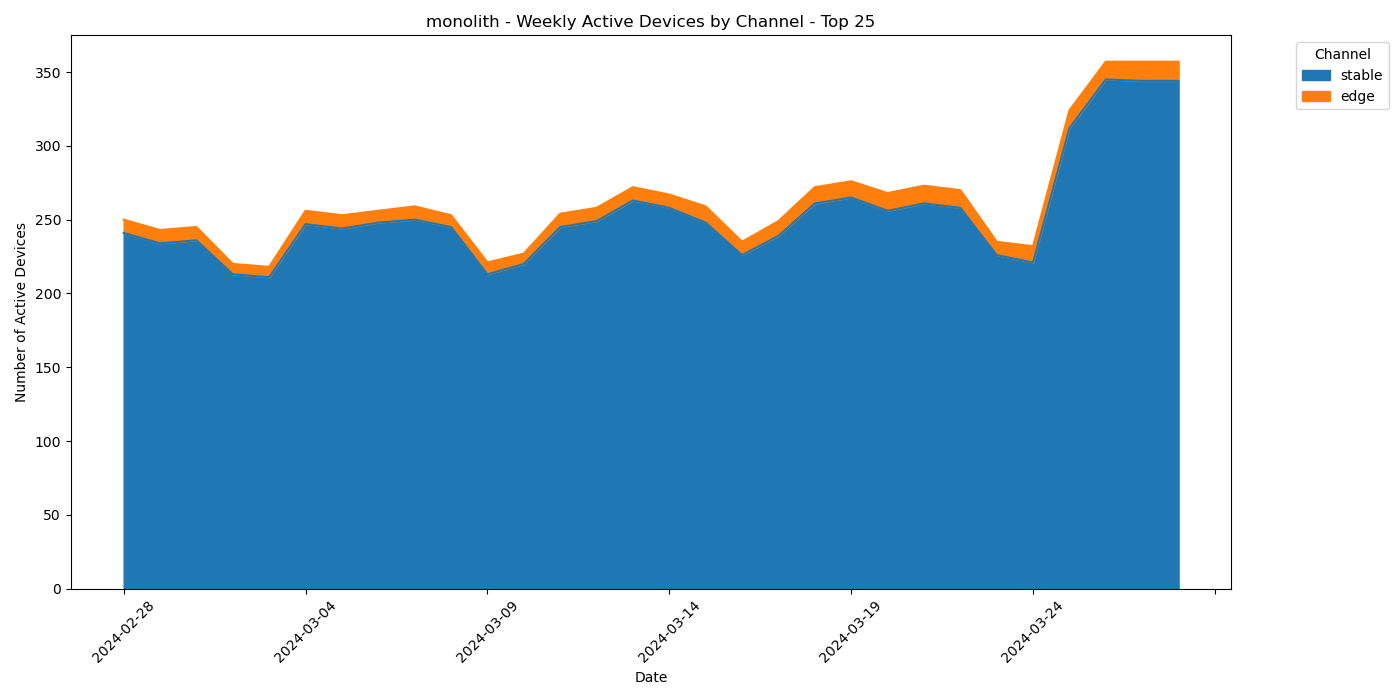 monolith - Weekly Active Devices by Channel - Top 25
Channel
stable
edge
Number of Active Devices
350
300
250
200
150
100
50
0
2024-02-28
2024-03-04
2024-03-09
2024-03-14
2024-03-19
2024-03-24
Date